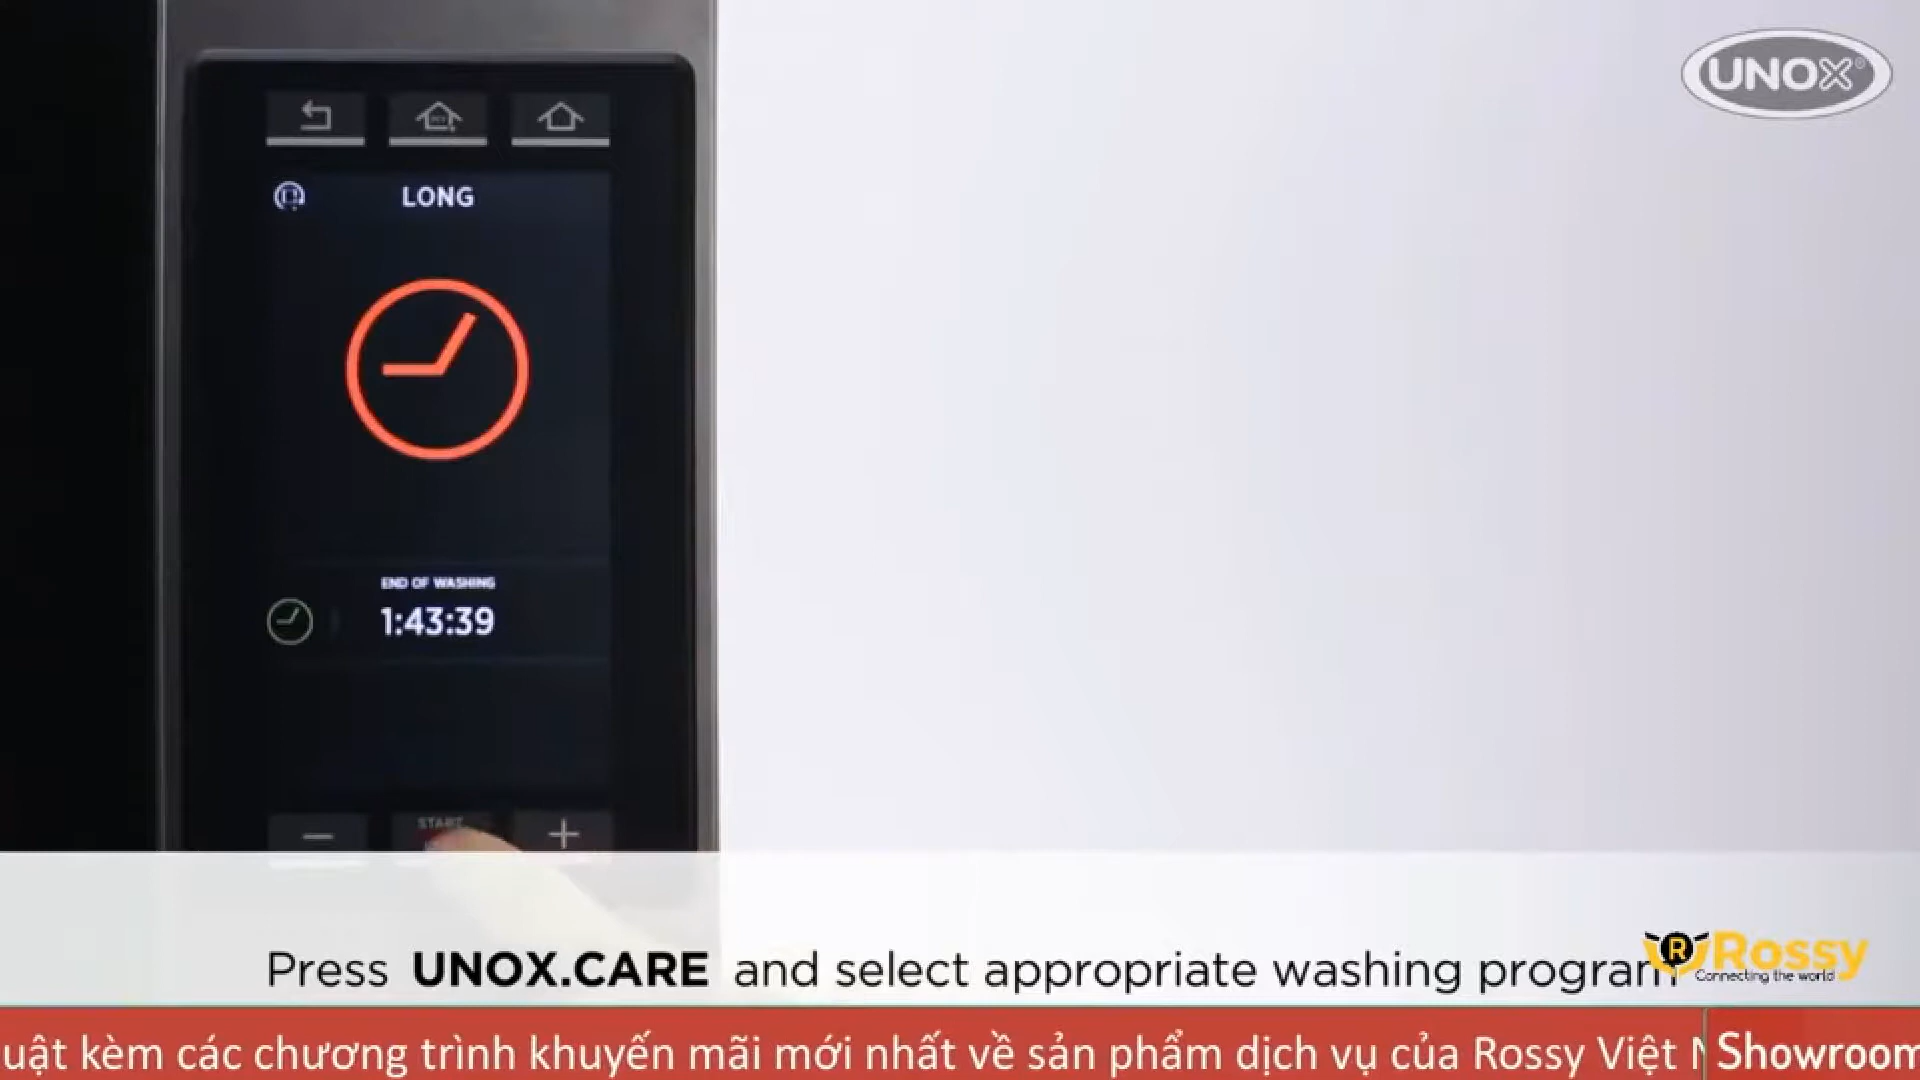 UNOX®
LONG
END OF WASHING
1:43:39
START
Press UNOX.CARE and select appropriate washing program
Rossy
Connecting the world
uật kèm các chương trình khuyến mãi mới nhất về sản phẩm dịch vụ của Rossy Việt
Showroom